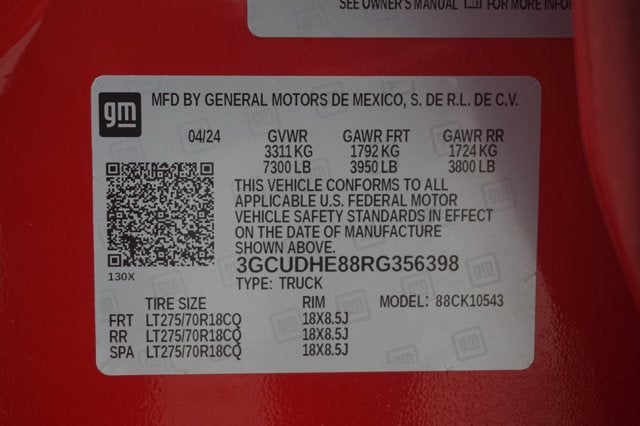 SEE OWNER'S MANUAL FOR MORE
gm MFD BY GENERAL MOTORS DE MEXICO, S. DE R.L. DE C.V.
04/24 GVWR GAWR FRT GAWR RR
3311 KG 1792 KG 1724 KG
7300 LB 3950 LB 3800 LB
THIS VEHICLE CONFORMS TO ALL
APPLICABLE U.S. FEDERAL MOTOR
VEHICLE SAFETY STANDARDS IN EFFECT
ON THE DATE OF MANUFACTURE
SHOWN ABOVE.
3GCUDHE88RG356398
130X
TYPE: TRUCK
TIRE SIZE RIM MODEL: 88CK10543
FRT LT275/70R18CQ 18X8.5J
RR LT275/70R18CQ 18X8.5J
SPA LT275/70R18CQ 18X8.5J